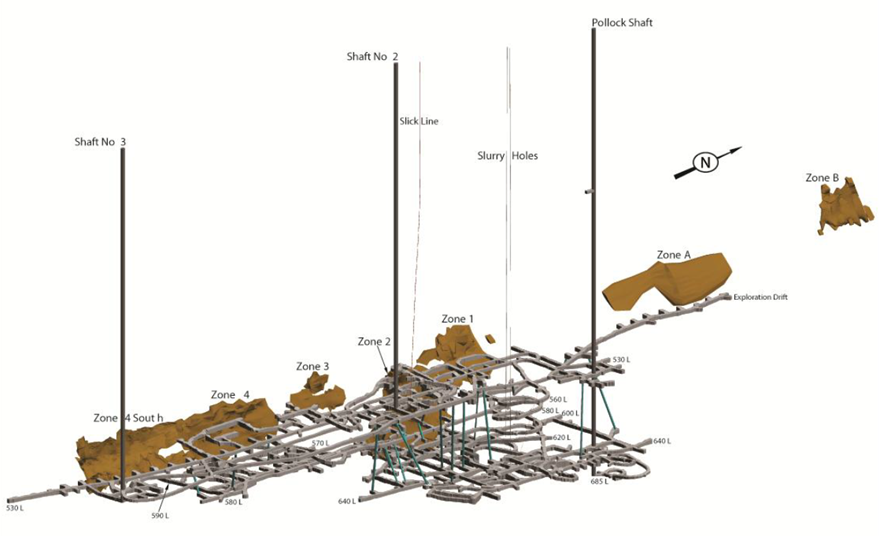 Pollock Shaft
Shaft No 2
Slick Line
Shaft No 3
Slurry Holes
N
Zone B
Zone A
Exploration Drift
Zone 1
Zone 2
530 L
Zone 3
Zone 4
560 L
580 L
600 L
Zone 4 Sout h
620 L
640 L
570 L
685 L
580 L
640 L
530 L
590 L